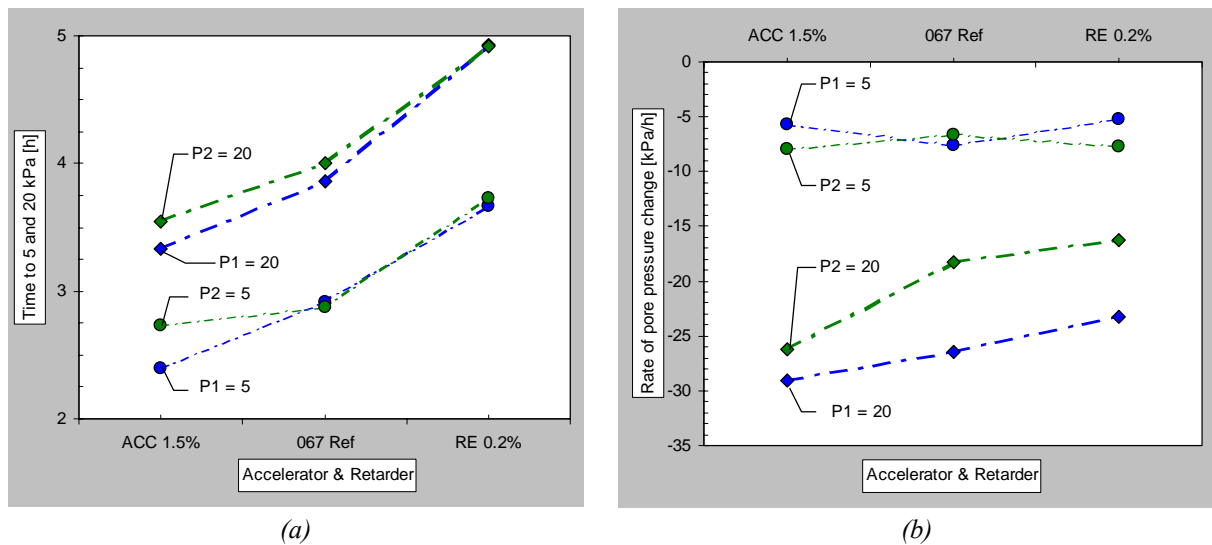 5
4
3
2
Time to 5 and 20 kPa [h]
P2 = 20
P1 = 20
P2 = 5
P1 = 5
ACC 1.5%
067 Ref
RE 0.2%
Accelerator & Retarder
(a)
ACC 1.5%
067 Ref
RE 0.2%
0
-5
-10
-15
-20
-25
-30
-35
Rate of pore pressure change [kPa/h]
P1 = 5
P2 = 5
P2 = 20
P1 = 20
Accelerator & Retarder
(b)